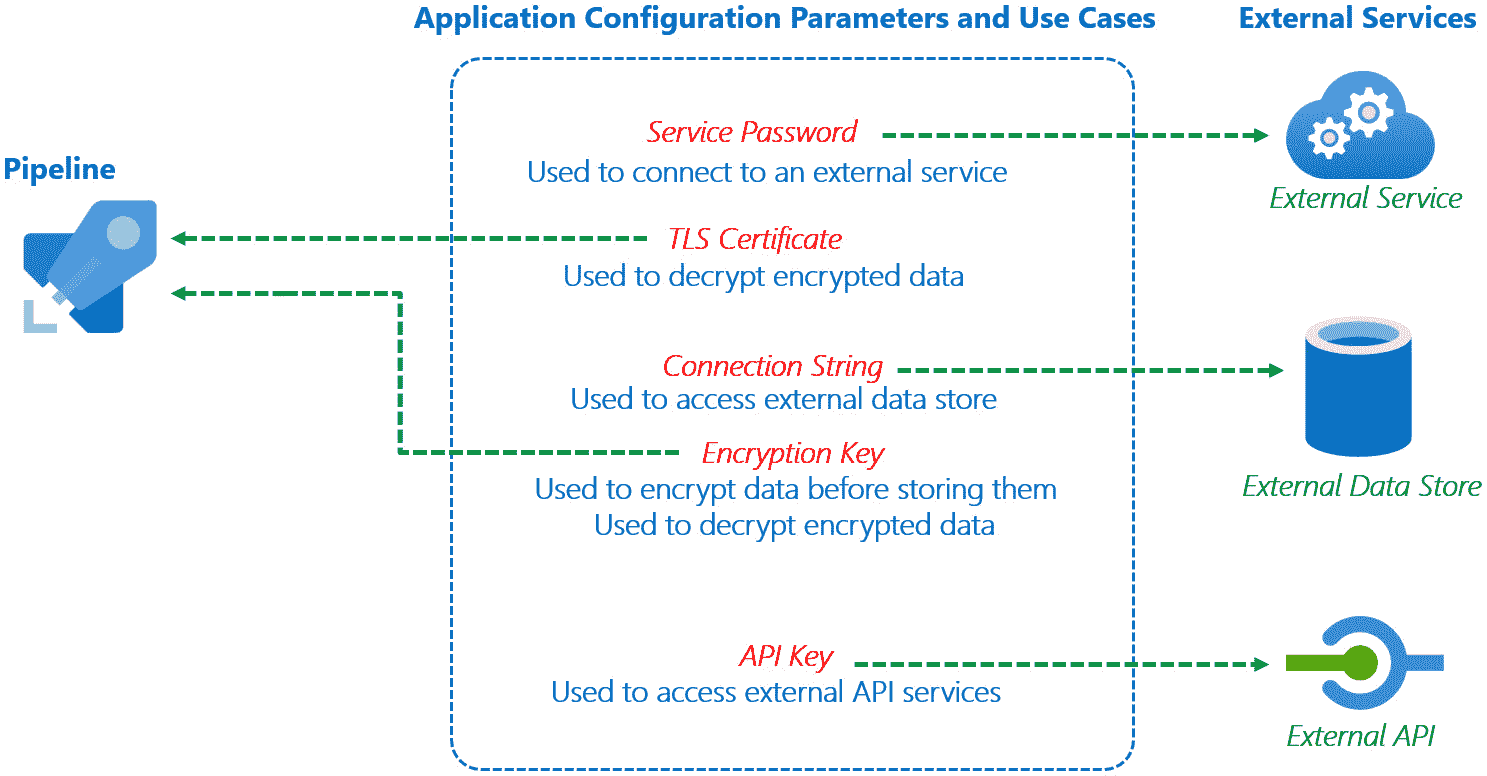 Application Configuration Parameters and Use Cases
External Services
Pipeline
Service Password
Used to connect to an external service
External Service
TLS Certificate
Used to decrypt encrypted data
Connection String
Used to access external data store
External Data Store
Encryption Key
Used to encrypt data before storing them
Used to decrypt encrypted data
API Key
Used to access external API services
External API